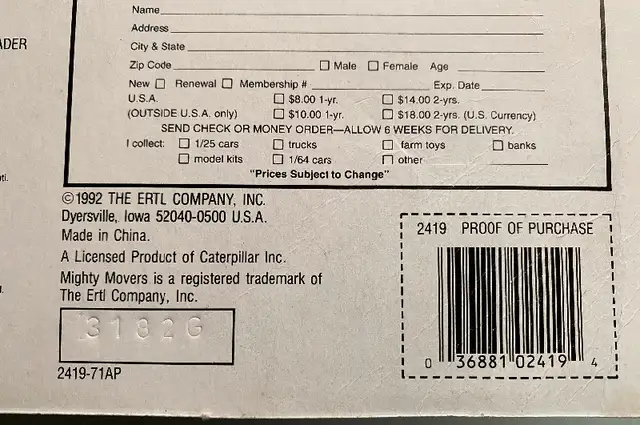 Name
Address
City & State
Zip Code Male Female Age
New Renewal Membership # Exp. Date
U.S.A. $8.00 1-yr. $14.00 2-yrs.
(OUTSIDE U.S.A. only) $10.00 1-yr. $18.00 2-yrs. (U.S. Currency)
SEND CHECK OR MONEY ORDER—ALLOW 6 WEEKS FOR DELIVERY.
I collect: 1/25 cars trucks farm toys banks
model kits 1/64 cars other
"Prices Subject to Change"
©1992 THE ERTL COMPANY, INC.
Dyersville, Iowa 52040-0500 U.S.A.
Made in China.
A Licensed Product of Caterpillar Inc.
Mighty Movers is a registered trademark of
The Ertl Company, Inc.
2419-71AP
2419 PROOF OF PURCHASE
0 36881 02419 4